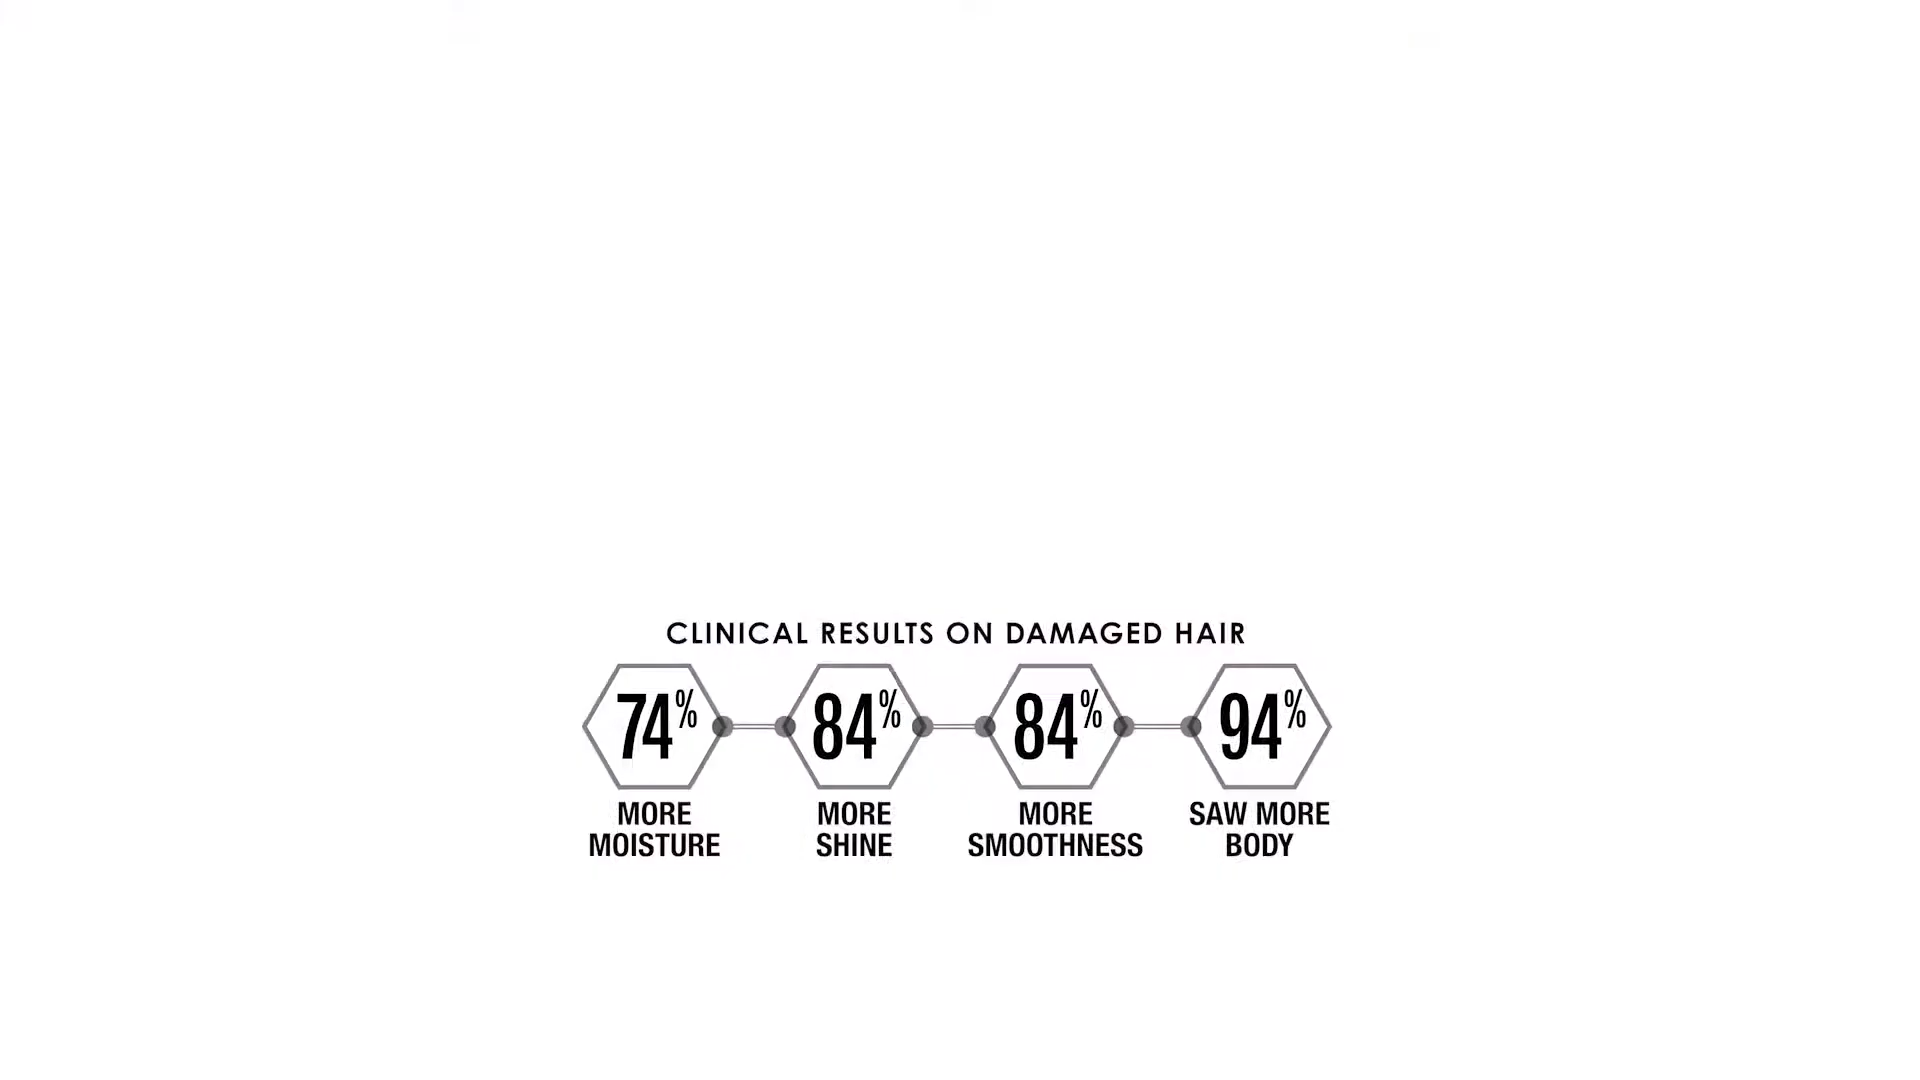 CLINICAL RESULTS ON DAMAGED HAIR
74%
84%
84%
94%
MORE
MOISTURE
MORE
SHINE
MORE
SMOOTHNESS
SAW MORE
BODY